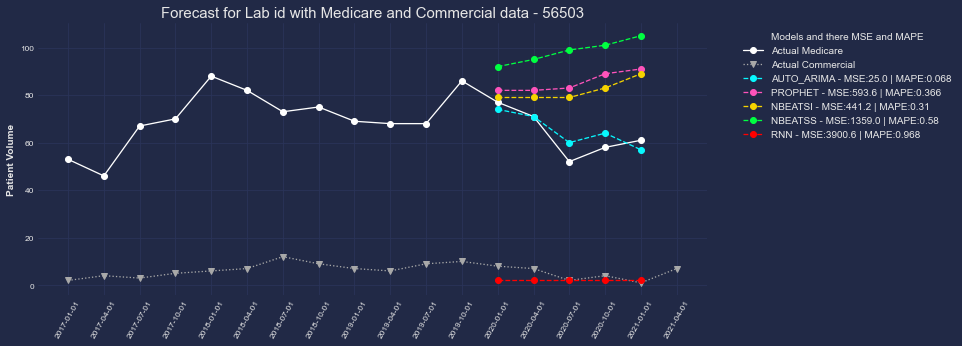 Forecast for Lab id with Medicare and Commercial data - 56503
Models and there MSE and MAPE
Actual Medicare
Actual Commercial
AUTO_ARIMA - MSE:25.0 | MAPE:0.068
PROPHET - MSE:593.6 | MAPE:0.366
NBEATSI - MSE:441.2 | MAPE:0.31
NBEATSS - MSE:1359.0 | MAPE:0.58
RNN - MSE:3900.6 | MAPE:0.968
Patient Volume
100
80
60
40
20
0
2017-01-01
2017-04-01
2017-07-01
2017-10-01
2018-01-01
2018-04-01
2018-07-01
2018-10-01
2019-01-01
2019-04-01
2019-07-01
2019-10-01
2020-01-01
2020-04-01
2020-07-01
2020-10-01
2021-01-01
2021-04-01